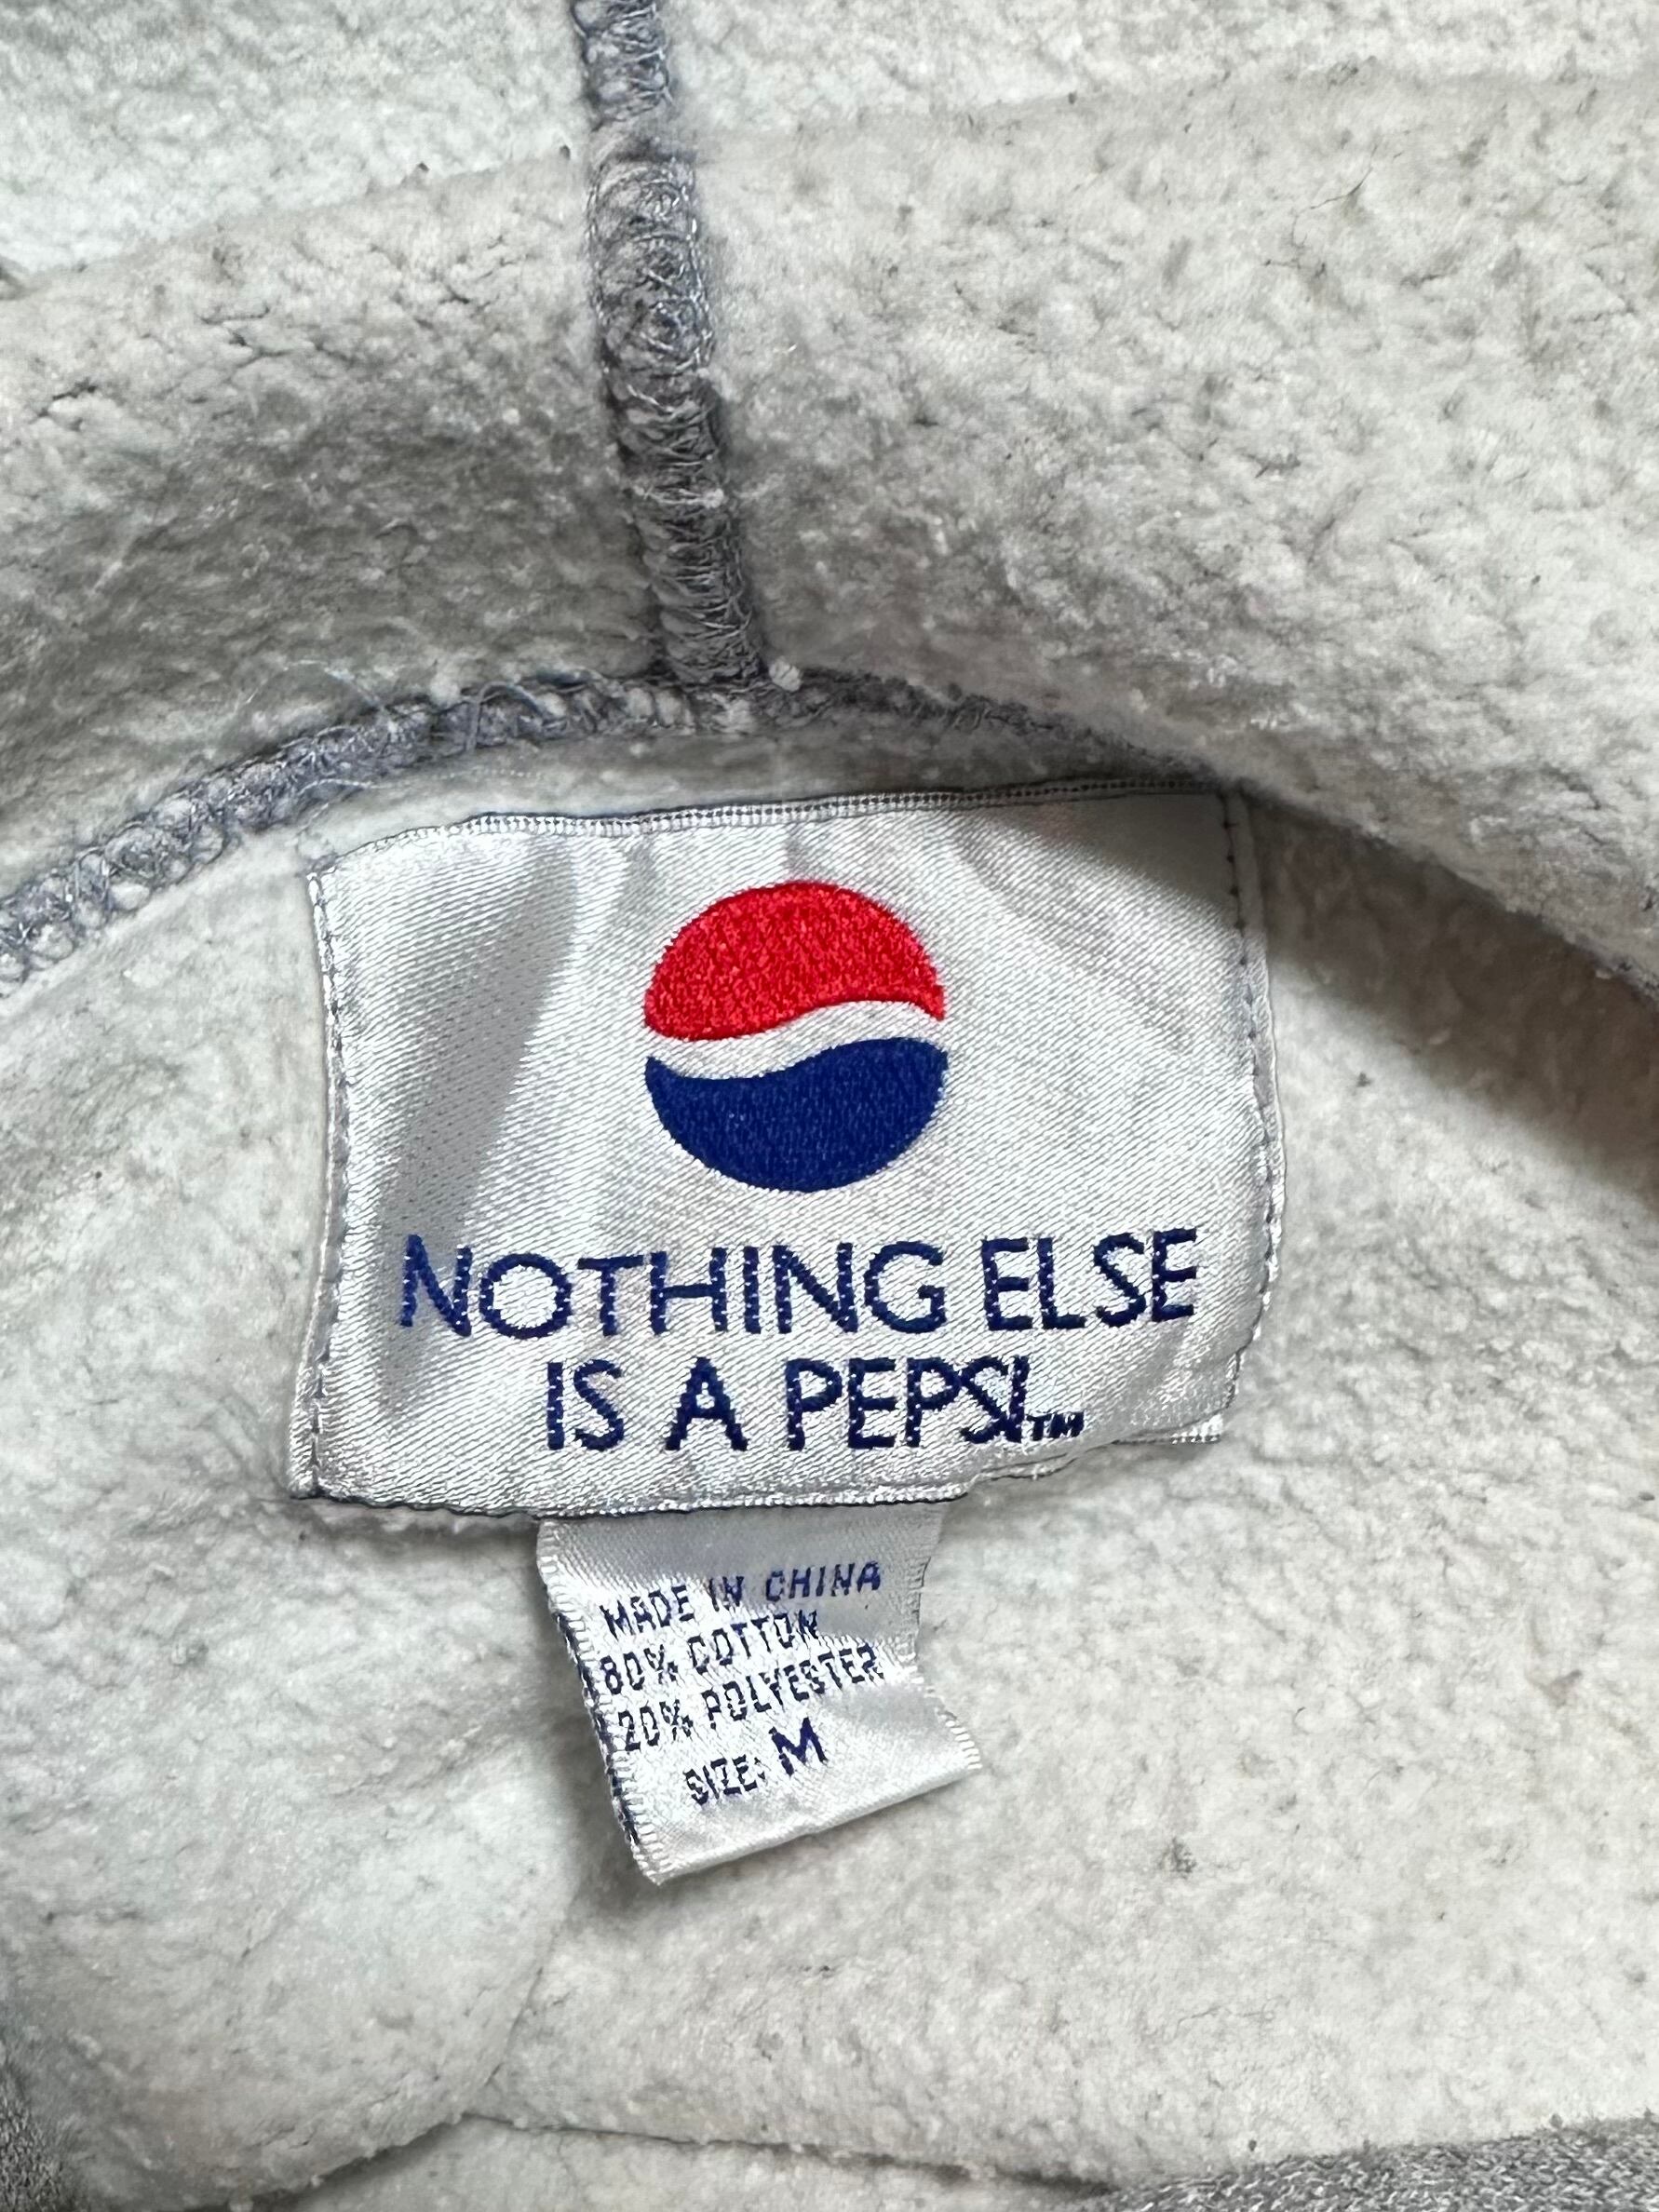 NOTHING ELSE
IS A PEPSI™
MADE IN CHINA
80% COTTON
20% POLYESTER
SIZE: M